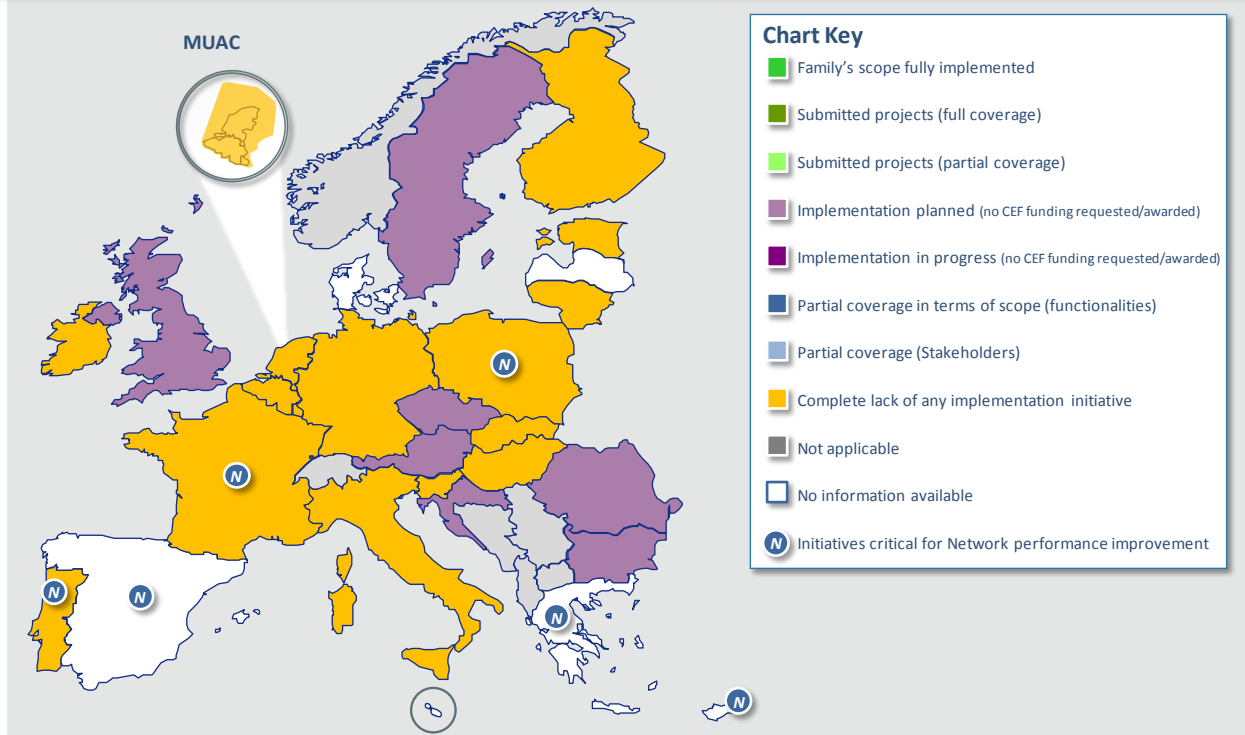 MUAC
Chart Key
Family's scope fully implemented
Submitted projects (full coverage)
Submitted projects (partial coverage)
Implementation planned (no CEF funding requested/awarded)
Implementation in progress (no CEF funding requested/awarded)
Partial coverage in terms of scope (functionalities)
Partial coverage (Stakeholders)
Complete lack of any implementation initiative
Not applicable
No information available
N Initiatives critical for Network performance improvement
N
N
N
N
N
N